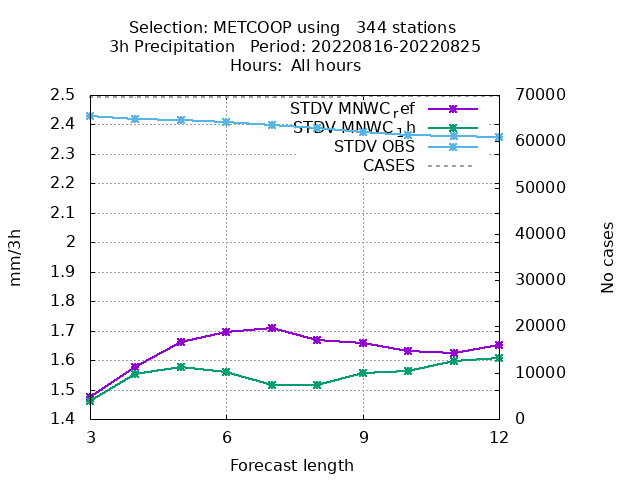 Selection: METCOOP using   344 stations
3h Precipitation   Period: 20220816-20220825
Hours:  All hours
2.5
2.4
2.3
2.2
2.1
2
1.9
1.8
1.7
1.6
1.5
1.4
mm/3h
STDV MNWC_ref
STDV MNWC_1h
STDV OBS
CASES
70000
60000
50000
40000
30000
20000
10000
0
No cases
3 6 9 12
Forecast length